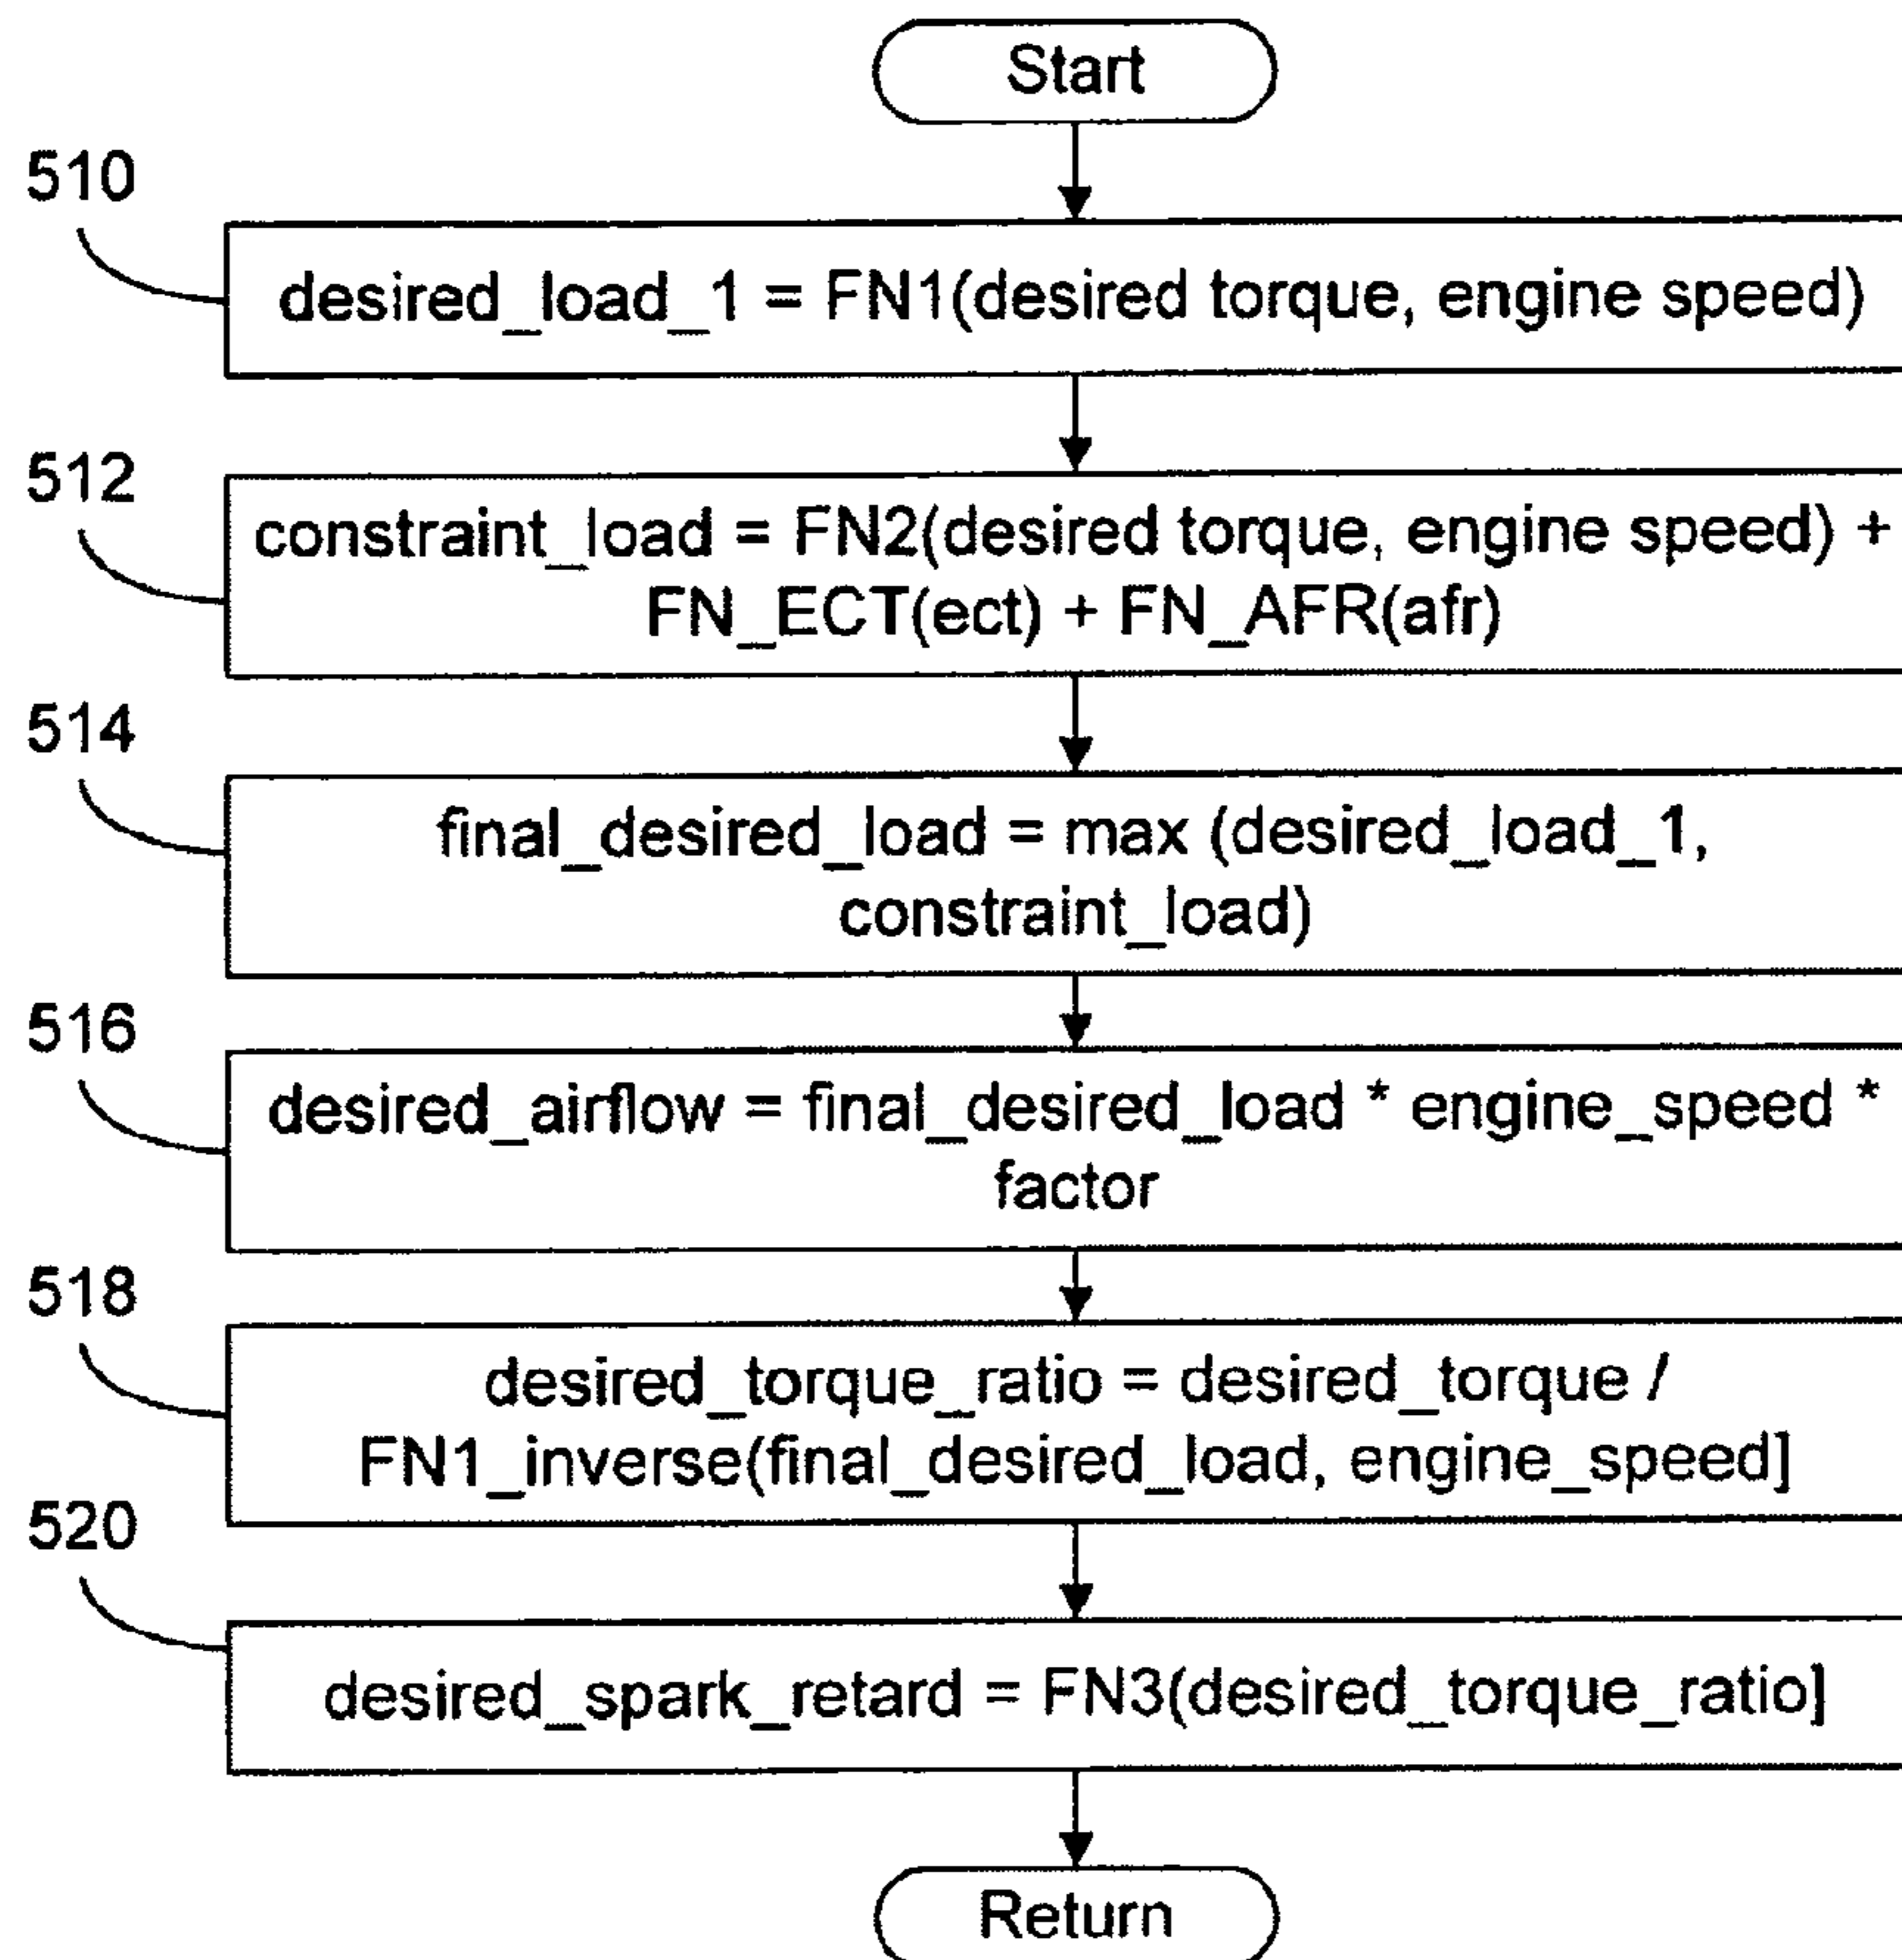 Start
510
desired_load_1 = FN1(desired torque, engine speed)
512
constraint_load = FN2(desired torque, engine speed) +
FN_ECT(ect) + FN_AFR(afr)
514
final_desired_load = max (desired_load_1,
constraint_load)
516
desired_airflow = final_desired_load * engine_speed *
factor
518
desired_torque_ratio = desired_torque /
FN1_inverse(final_desired_load, engine_speed]
520
desired_spark_retard = FN3(desired_torque_ratio]
Return